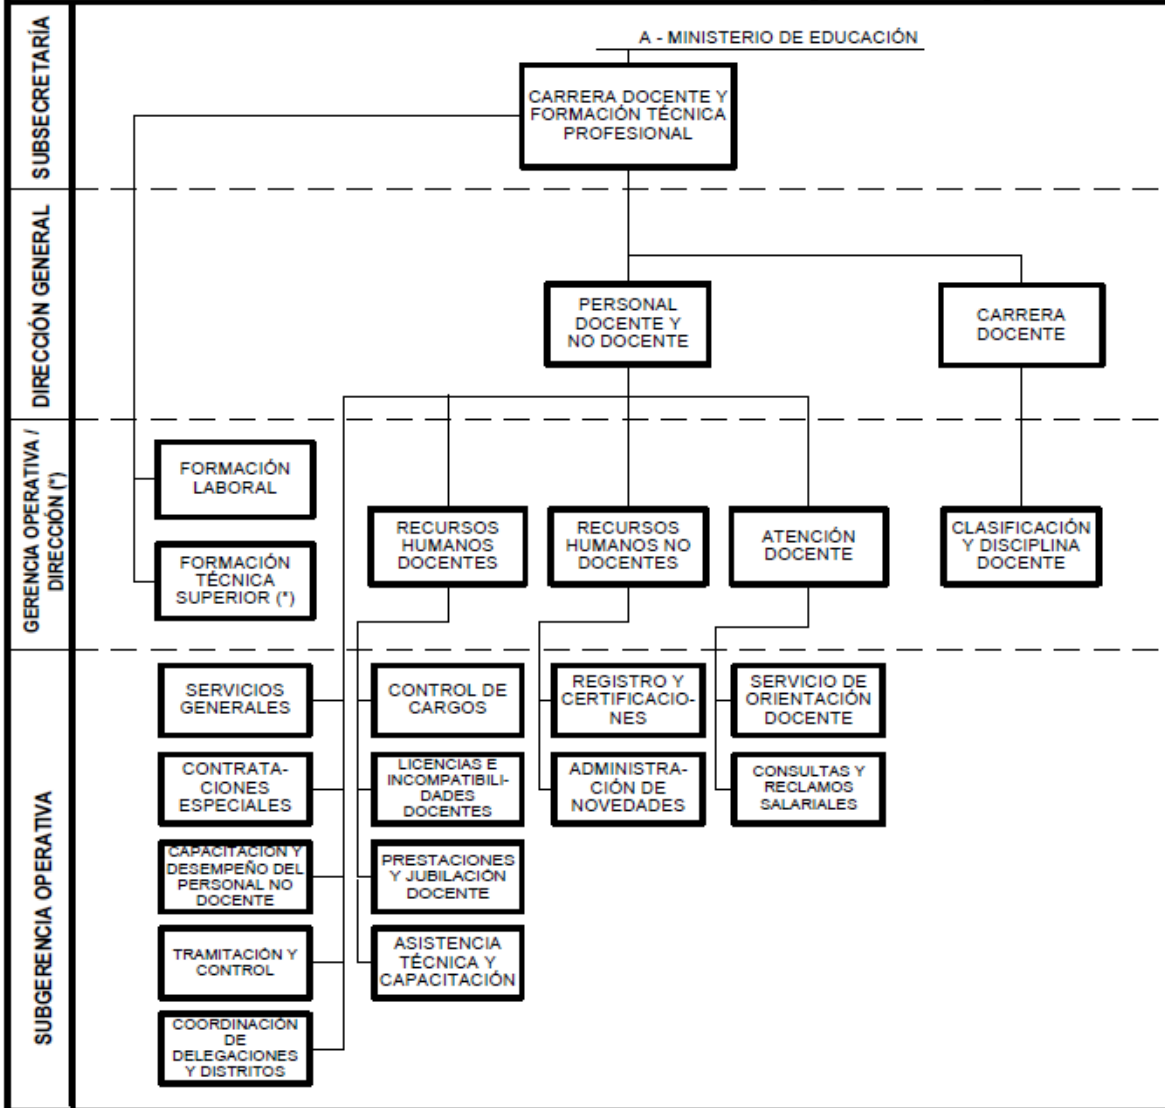 SUBSECRETARÍA
A - MINISTERIO DE EDUCACIÓN
CARRERA DOCENTE Y
FORMACIÓN TÉCNICA
PROFESIONAL
DIRECCIÓN GENERAL
PERSONAL
DOCENTE Y
NO DOCENTE
CARRERA
DOCENTE
GERENCIA OPERATIVA /
DIRECCIÓN (*)
FORMACIÓN
LABORAL
FORMACIÓN
TÉCNICA
SUPERIOR (*)
RECURSOS
HUMANOS
DOCENTES
RECURSOS
HUMANOS NO
DOCENTES
ATENCIÓN
DOCENTE
CLASIFICACIÓN
Y DISCIPLINA
DOCENTE
SUBGERENCIA OPERATIVA
SERVICIOS
GENERALES
CONTROL DE
CARGOS
REGISTRO Y
CERTIFICACIO-
NES
SERVICIO DE
ORIENTACIÓN
DOCENTE
CONTRATA-
CIONES
ESPECIALES
LICENCIAS E
INCOMPATIBILI-
DADES
DOCENTES
ADMINISTRA-
CIÓN DE
NOVEDADES
CONSULTAS Y
RECLAMOS
SALARIALES
CAPACITACIÓN Y
DESEMPEÑO DEL
PERSONAL NO
DOCENTE
PRESTACIONES
Y JUBILACIÓN
DOCENTE
TRAMITACIÓN Y
CONTROL
ASISTENCIA
TÉCNICA Y
CAPACITACIÓN
COORDINACIÓN
DE
DELEGACIONES
Y DISTRITOS